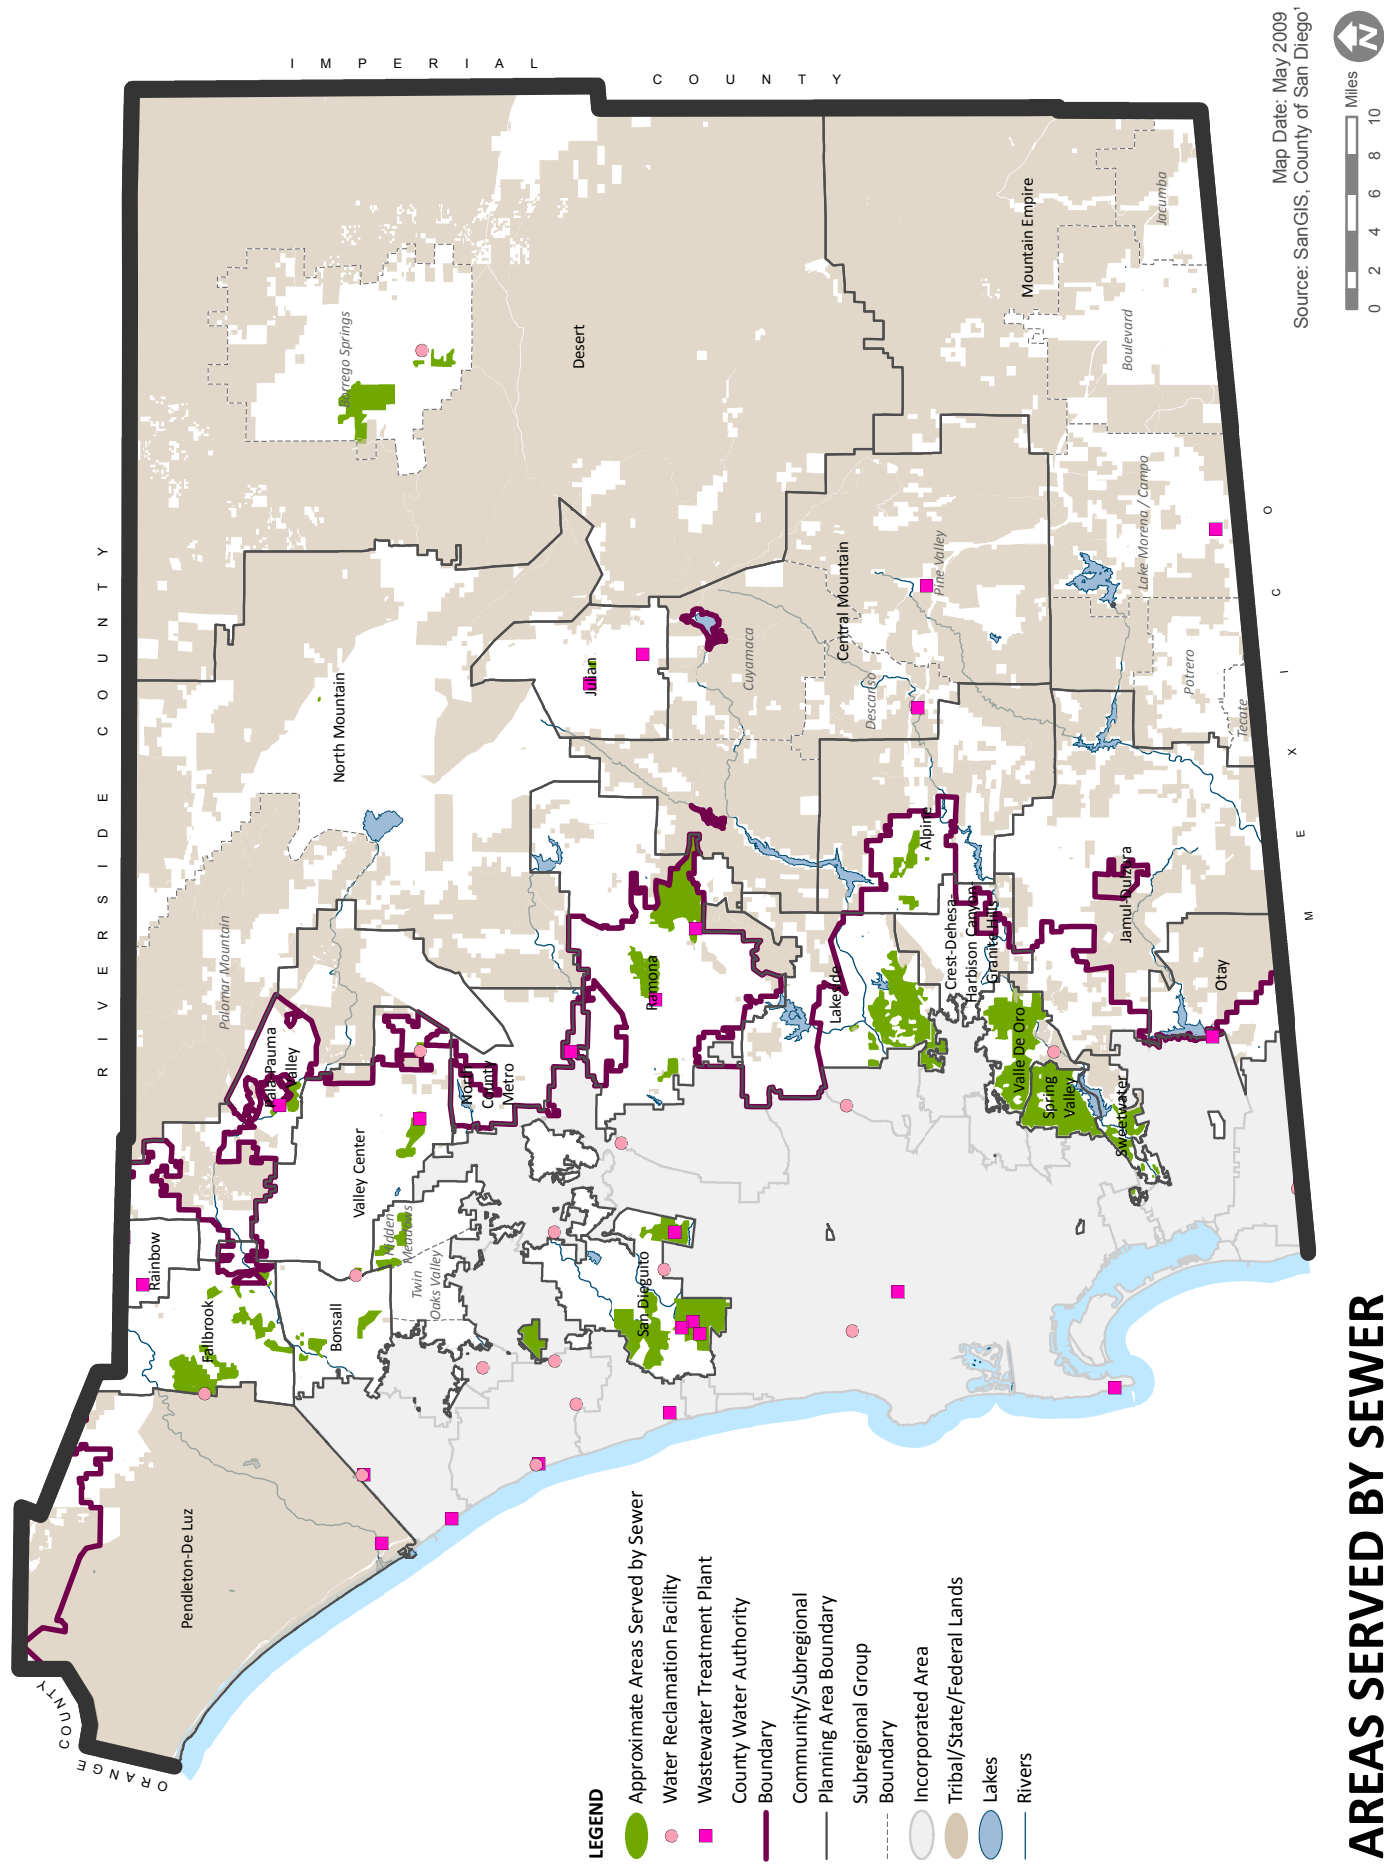 AREAS SERVED BY SEWER
LEGEND
Approximate Areas Served by Sewer
Water Reclamation Facility
Wastewater Treatment Plant
County Water Authority
Boundary
Community/Subregional
Planning Area Boundary
Subregional Group
Boundary
Incorporated Area
Tribal/State/Federal Lands
Lakes
Rivers
ORANGE COUNTY
RIVERSIDE COUNTY
IMPERIAL COUNTY
MEXICO
Pendleton-De Luz
Fallbrook
Rainbow
Bonsall
Valley Center
Pala-Pauma
Valley
Palomar Mountain
North Mountain
Hidden
Meadows
Twin
Oaks Valley
North
County
Metro
San Dieguito
Ramona
Julian
Desert
Borrego Springs
Cuyamaca
Central Mountain
Descanso
Pine Valley
Lakeside
Alpine
Crest-Dehesa-
Harbison Canyon-
Granite Hills
Valle De Oro
Spring
Valley
Sweetwater
Jamul-Dulzura
Otay
Mountain Empire
Boulevard
Jacumba
Lake Morena / Campo
Potrero
Tecate
Map Date: May 2009
Source: SanGIS, County of San Diego
0 2 4 6 8 10
Miles
N